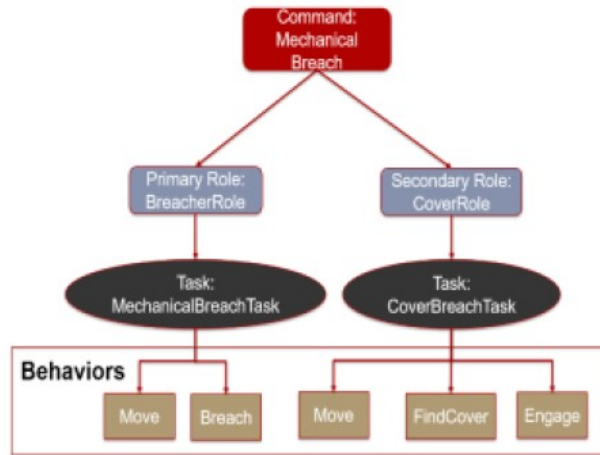 Command:
Mechanical
Breach
Primary Role:
BreacherRole
Secondary Role:
CoverRole
Task:
MechanicalBreachTask
Task:
CoverBreachTask
Behaviors
Move
Breach
Move
FindCover
Engage